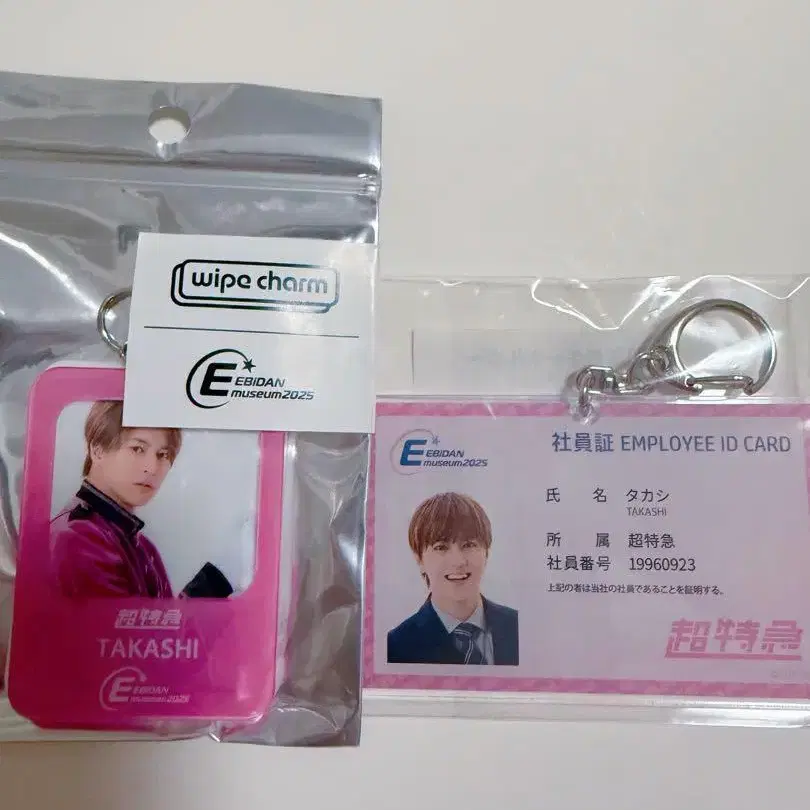 wipe charm
EBIDAN
museum2025
超特急
TAKASHI
EBIDAN
museum2025
EBIDAN
museum2025
社員証 EMPLOYEE ID CARD
氏 名 タカシ
TAKASHI
所 属 超特急
社員番号 19960923
上記の者は当社の社員であることを証明する。
超特急